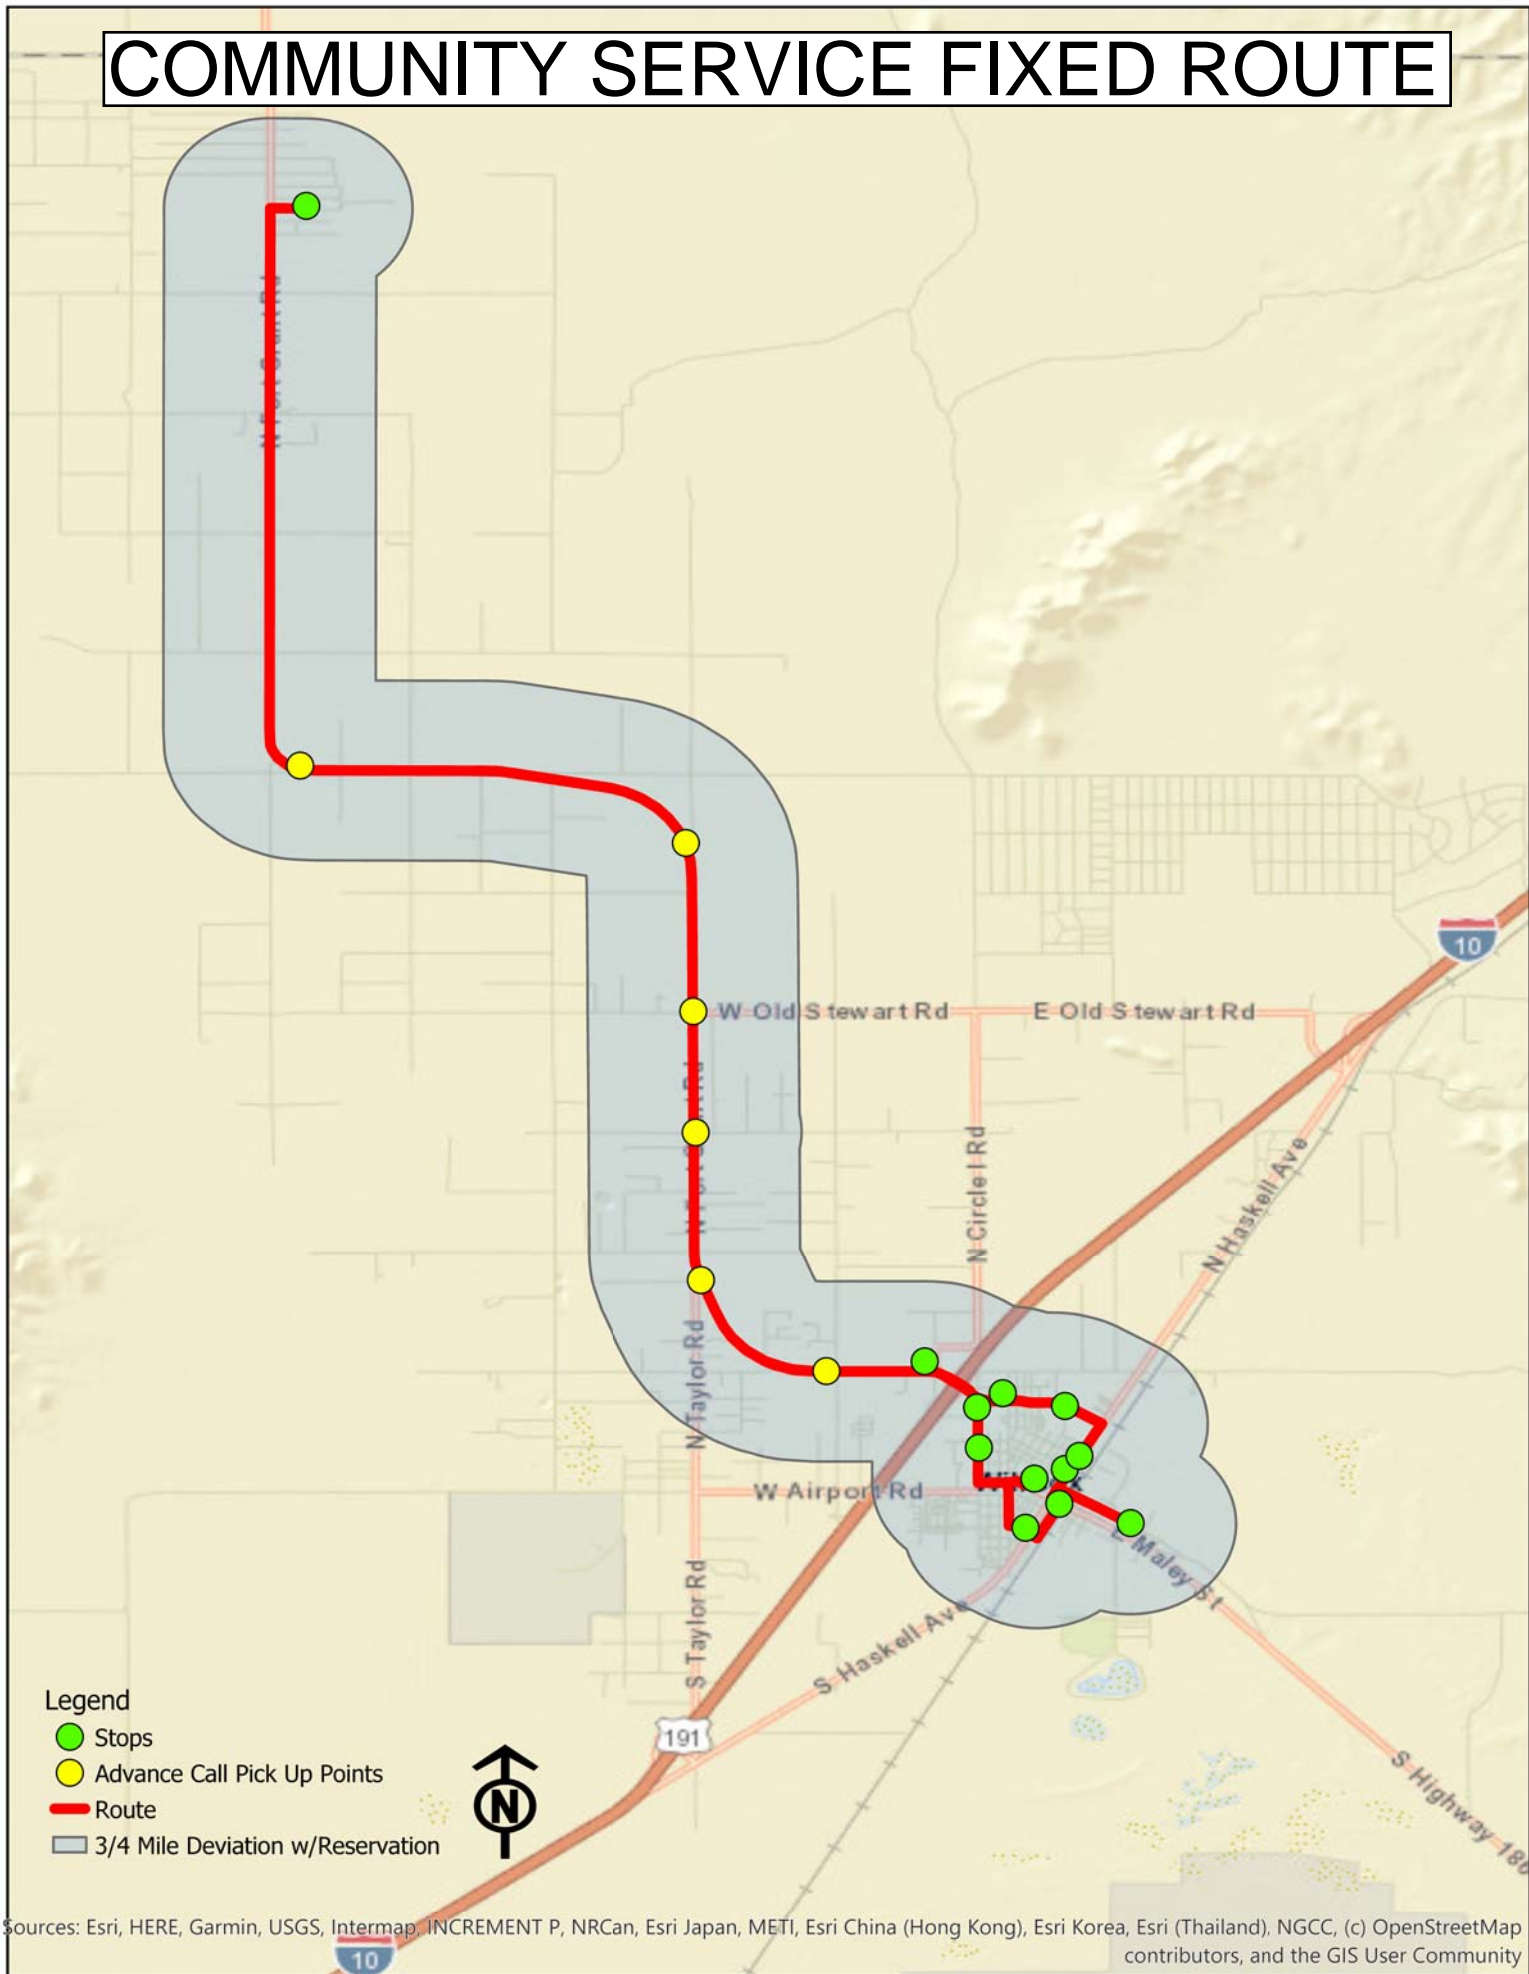 COMMUNITY SERVICE FIXED ROUTE
10
W Old Stewart Rd
E Old Stewart Rd
N Circle I Rd
N Haskell Ave
N Taylor Rd
W Airport Rd
E Maley St
S Taylor Rd
S Haskell Ave
191
S Highway 186
Legend
Stops
Advance Call Pick Up Points
Route
3/4 Mile Deviation w/Reservation
N
Sources: Esri, HERE, Garmin, USGS, Intermap, INCREMENT P, NRCan, Esri Japan, METI, Esri China (Hong Kong), Esri Korea, Esri (Thailand), NGCC, (c) OpenStreetMap
contributors, and the GIS User Community
10